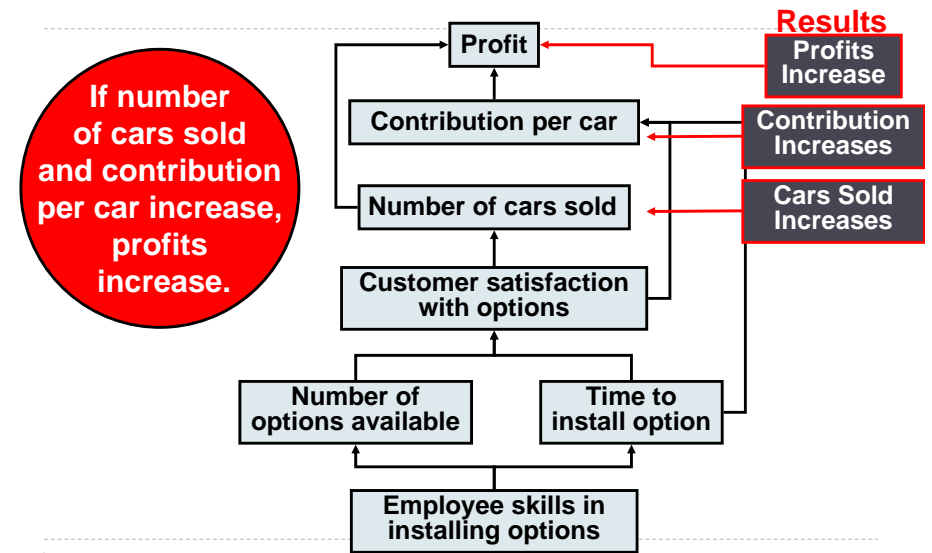 Results
Profit
Profits
Increase
If number
of cars sold
and contribution
per car increase,
profits
increase.
Contribution per car
Contribution
Increases
Number of cars sold
Cars Sold
Increases
Customer satisfaction
with options
Number of
options available
Time to
install option
Employee skills in
installing options